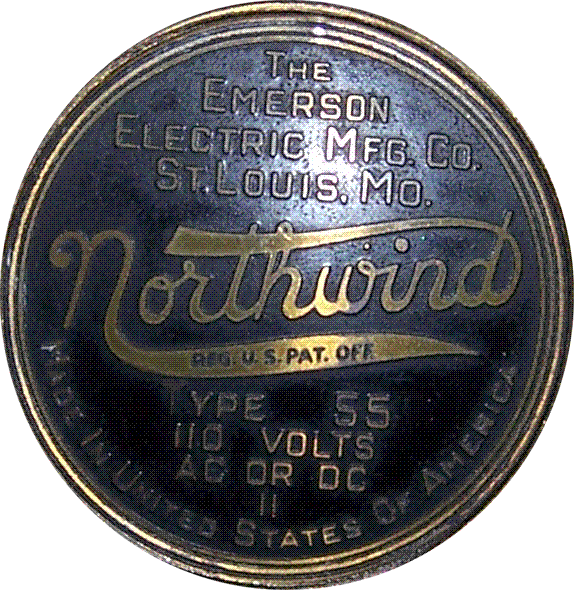 THE
EMERSON
ELECTRIC MFG. CO.
ST. LOUIS, MO.
Northwind
REG. U.S. PAT. OFF.
TYPE 55
110 VOLTS
AC OR DC
11
MADE IN UNITED STATES OF AMERICA